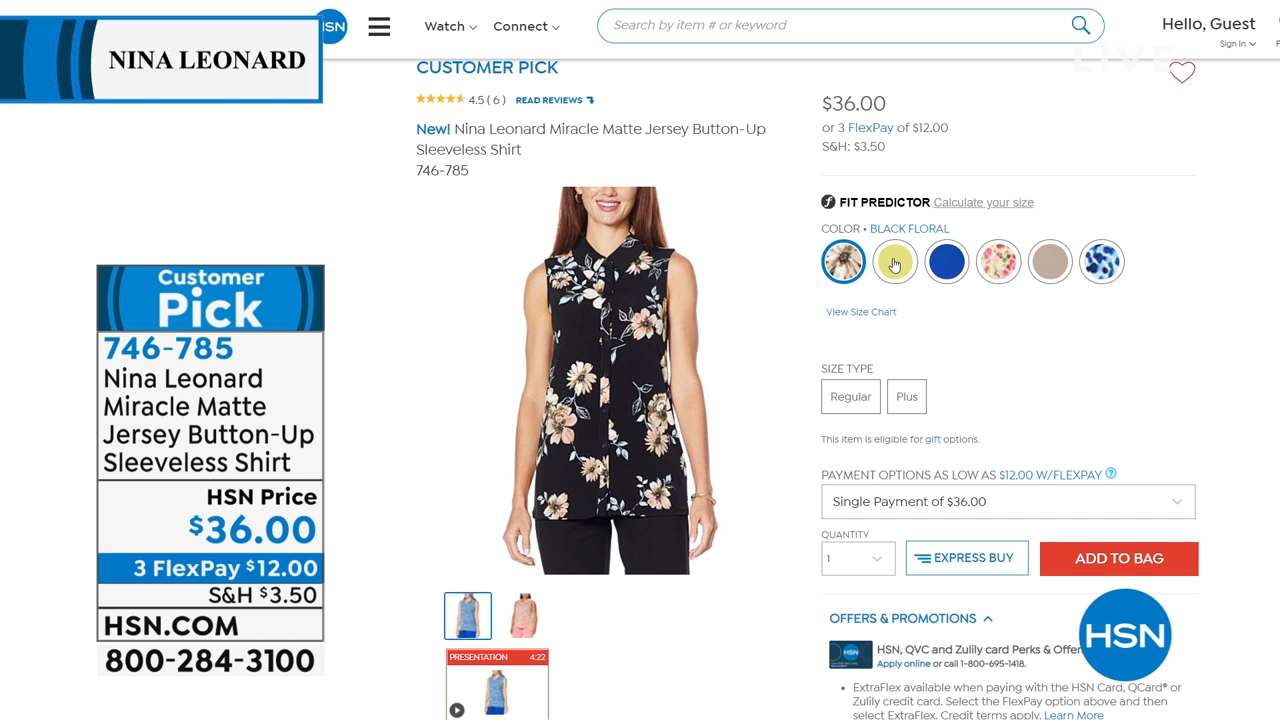 NINA LEONARD
HSN
Watch
Connect
Search by item # or keyword
Hello, Guest
Sign In
LIVE
CUSTOMER PICK
4.5 ( 6 ) READ REVIEWS
New! Nina Leonard Miracle Matte Jersey Button-Up
Sleeveless Shirt
746-785
$36.00
or 3 FlexPay of $12.00
S&H: $3.50
FIT PREDICTOR Calculate your size
COLOR • BLACK FLORAL
View Size Chart
SIZE TYPE
Regular
Plus
This item is eligible for gift options.
PAYMENT OPTIONS AS LOW AS $12.00 W/FLEXPAY ?
Single Payment of $36.00
QUANTITY
1
EXPRESS BUY
ADD TO BAG
OFFERS & PROMOTIONS
HSN
HSN, QVC and Zulily card Perks & Offer
Apply online or call 1-800-695-1418.
• ExtraFlex available when paying with the HSN Card, QCard® or
Zulily credit card. Select the FlexPay option above and then
select ExtraFlex. Credit terms apply. Learn More
HSN
PRESENTATION 4:22
Customer
Pick
746-785
Nina Leonard
Miracle Matte
Jersey Button-Up
Sleeveless Shirt
HSN Price
$36.00
3 FlexPay $12.00
S&H $3.50
HSN.COM
800-284-3100